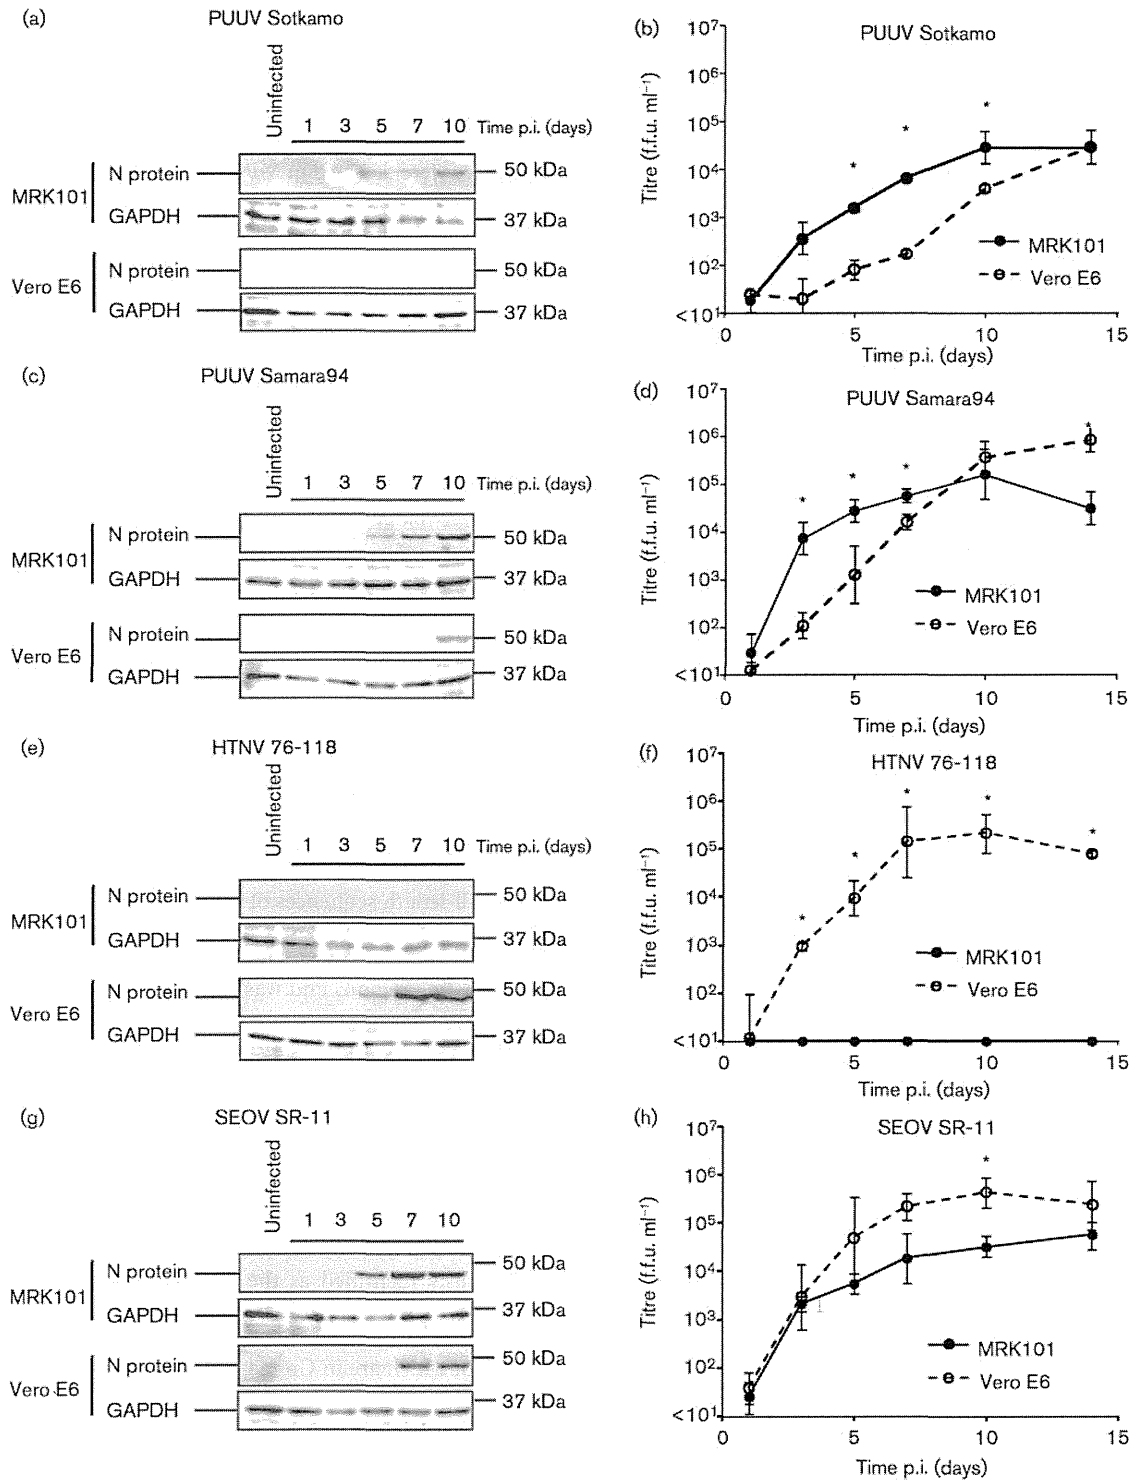 (a)
PUUV Sotkamo
Uninfected
1 3 5 7 10 Time p.i. (days)
MRK101
N protein
50 kDa
GAPDH
37 kDa
Vero E6
N protein
50 kDa
GAPDH
37 kDa
(b)
PUUV Sotkamo
Titre (f.f.u. ml⁻¹)
10⁷
10⁶
10⁵
10⁴
10³
10²
<10¹
* * *
MRK101
Vero E6
0 5 10 15
Time p.i. (days)
(c)
PUUV Samara94
Uninfected
1 3 5 7 10 Time p.i. (days)
MRK101
N protein
50 kDa
GAPDH
37 kDa
Vero E6
N protein
50 kDa
GAPDH
37 kDa
(d)
PUUV Samara94
Titre (f.f.u. ml⁻¹)
10⁷
10⁶
10⁵
10⁴
10³
10²
<10¹
* * * *
MRK101
Vero E6
0 5 10 15
Time p.i. (days)
(e)
HTNV 76-118
Uninfected
1 3 5 7 10 Time p.i. (days)
MRK101
N protein
50 kDa
GAPDH
37 kDa
Vero E6
N protein
50 kDa
GAPDH
37 kDa
(f)
HTNV 76-118
Titre (f.f.u. ml⁻¹)
10⁷
10⁶
10⁵
10⁴
10³
10²
<10¹
* * * * *
MRK101
Vero E6
0 5 10 15
Time p.i. (days)
(g)
SEOV SR-11
Uninfected
1 3 5 7 10
MRK101
N protein
50 kDa
GAPDH
37 kDa
Vero E6
N protein
50 kDa
GAPDH
37 kDa
(h)
SEOV SR-11
Titre (f.f.u. ml⁻¹)
10⁷
10⁶
10⁵
10⁴
10³
10²
<10¹
*
MRK101
Vero E6
0 5 10 15
Time p.i. (days)